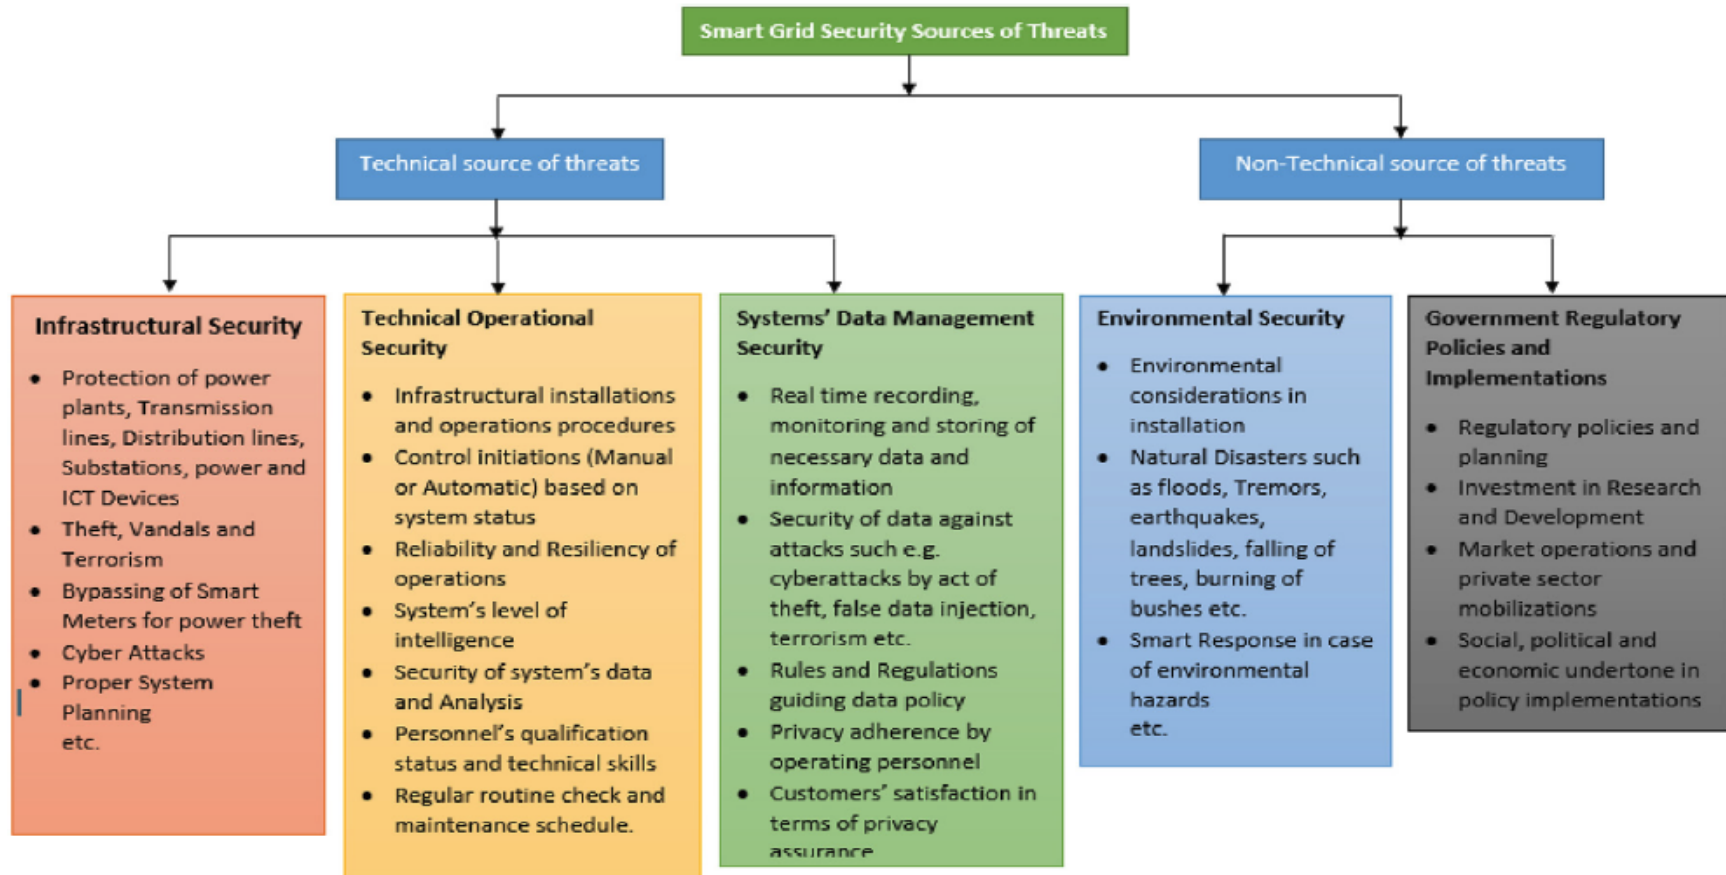 Smart Grid Security Sources of Threats
Technical source of threats
Non-Technical source of threats
Infrastructural Security
• Protection of power
plants, Transmission
lines, Distribution lines,
Substations, power and
ICT Devices
• Theft, Vandals and
Terrorism
• Bypassing of Smart
Meters for power theft
• Cyber Attacks
• Proper System
Planning
etc.
Technical Operational
Security
• Infrastructural installations
and operations procedures
• Control initiations (Manual
or Automatic) based on
system status
• Reliability and Resiliency of
operations
• System's level of
intelligence
• Security of system's data
and Analysis
• Personnel's qualification
status and technical skills
• Regular routine check and
maintenance schedule.
Systems' Data Management
Security
• Real time recording,
monitoring and storing of
necessary data and
information
• Security of data against
attacks such e.g.
cyberattacks by act of
theft, false data injection,
terrorism etc.
• Rules and Regulations
guiding data policy
• Privacy adherence by
operating personnel
• Customers' satisfaction in
terms of privacy
assurance
Environmental Security
• Environmental
considerations in
installation
• Natural Disasters such
as floods, Tremors,
earthquakes,
landslides, falling of
trees, burning of
bushes etc.
• Smart Response in case
of environmental
hazards
etc.
Government Regulatory
Policies and
Implementations
• Regulatory policies and
planning
• Investment in Research
and Development
• Market operations and
private sector
mobilizations
• Social, political and
economic undertone in
policy implementations